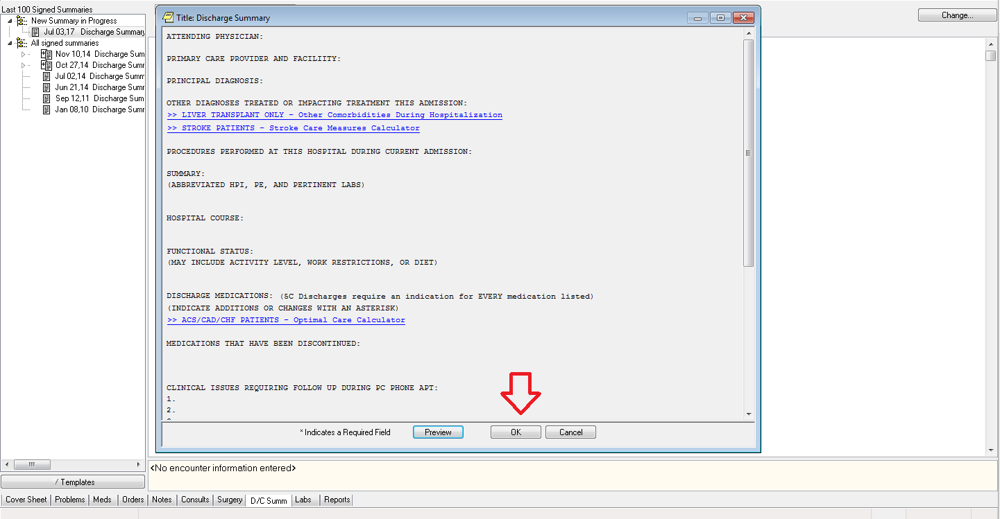 Last 100 Signed Summaries
New Summary in Progress
Jul 03,17 Discharge Summary
All signed summaries
Nov 10,14 Discharge Sum
Oct 27,14 Discharge Sum
Jul 02,14 Discharge Summ
Jun 21,14 Discharge Summ
Sep 12,11 Discharge Sum
Jan 08,10 Discharge Sum
Templates
Change...
Title: Discharge Summary
ATTENDING PHYSICIAN:
PRIMARY CARE PROVIDER AND FACILIITY:
PRINCIPAL DIAGNOSIS:
OTHER DIAGNOSES TREATED OR IMPACTING TREATMENT THIS ADMISSION:
>> LIVER TRANSPLANT ONLY - Other Comorbidities During Hospitalization
>> STROKE PATIENTS - Stroke Care Measures Calculator
PROCEDURES PERFORMED AT THIS HOSPITAL DURING CURRENT ADMISSION:
SUMMARY:
(ABBREVIATED HPI, PE, AND PERTINENT LABS)
HOSPITAL COURSE:
FUNCTIONAL STATUS:
(MAY INCLUDE ACTIVITY LEVEL, WORK RESTRICTIONS, OR DIET)
DISCHARGE MEDICATIONS: (5C Discharges require an indication for EVERY medication listed)
(INDICATE ADDITIONS OR CHANGES WITH AN ASTERISK)
>> ACS/CAD/CHF PATIENTS - Optimal Care Calculator
MEDICATIONS THAT HAVE BEEN DISCONTINUED:
CLINICAL ISSUES REQUIRING FOLLOW UP DURING PC PHONE APT:
1.
2.
* Indicates a Required Field Preview OK Cancel
<No encounter information entered>
Cover Sheet Problems Meds Orders Notes Consults Surgery D/C Summ Labs Reports